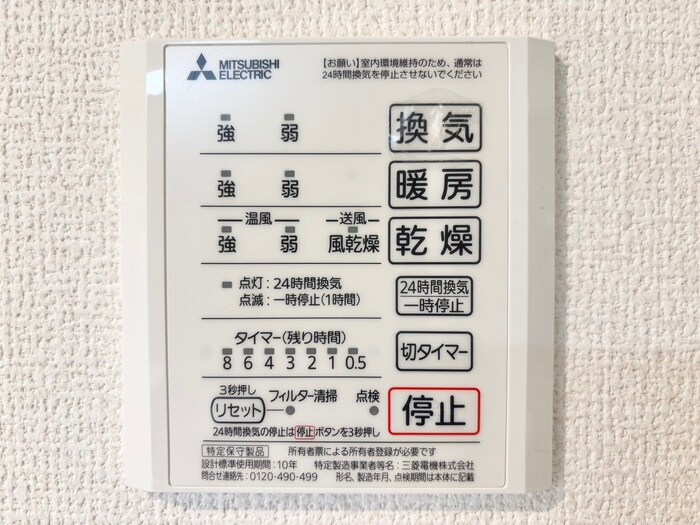 MITSUBISHI
ELECTRIC
【お願い】室内環境維持のため、通常は
24時間換気を停止させないでください
強 弱 換気
強 弱 暖房
温風 送風
強 弱 風乾燥 乾燥
点灯：24時間換気
点滅：一時停止(1時間)
24時間換気
一時停止
タイマー(残り時間)
8 6 4 3 2 1 0.5
切タイマー
3秒押し
リセット フィルター清掃 点検
停止
24時間換気の停止は停止ボタンを3秒押し
特定保守製品 所有者票による所有者登録が必要です
設計標準使用期間：10年 特定製造事業者等名：三菱電機株式会社
問合せ連絡先：0120-490-499 形名、製造年月、点検期間は本体に記載